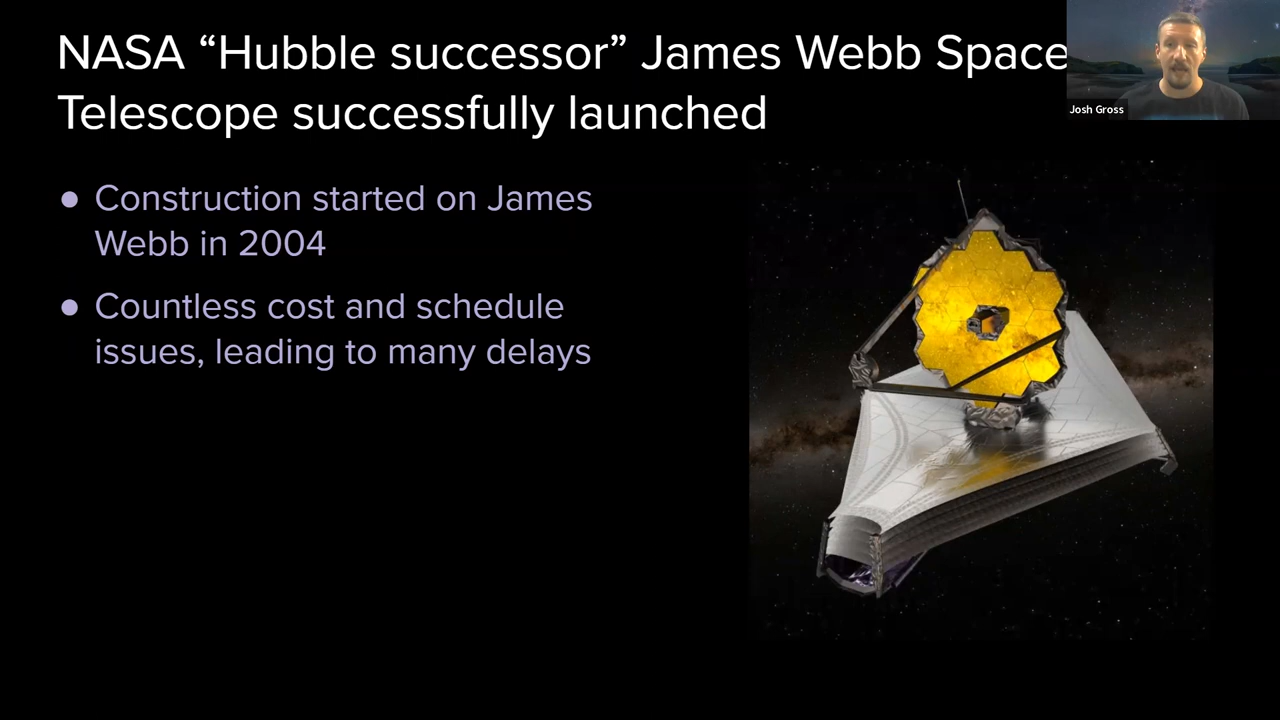 NASA “Hubble successor” James Webb Space
Telescope successfully launched
Josh Gross
● Construction started on James
Webb in 2004
● Countless cost and schedule
issues, leading to many delays